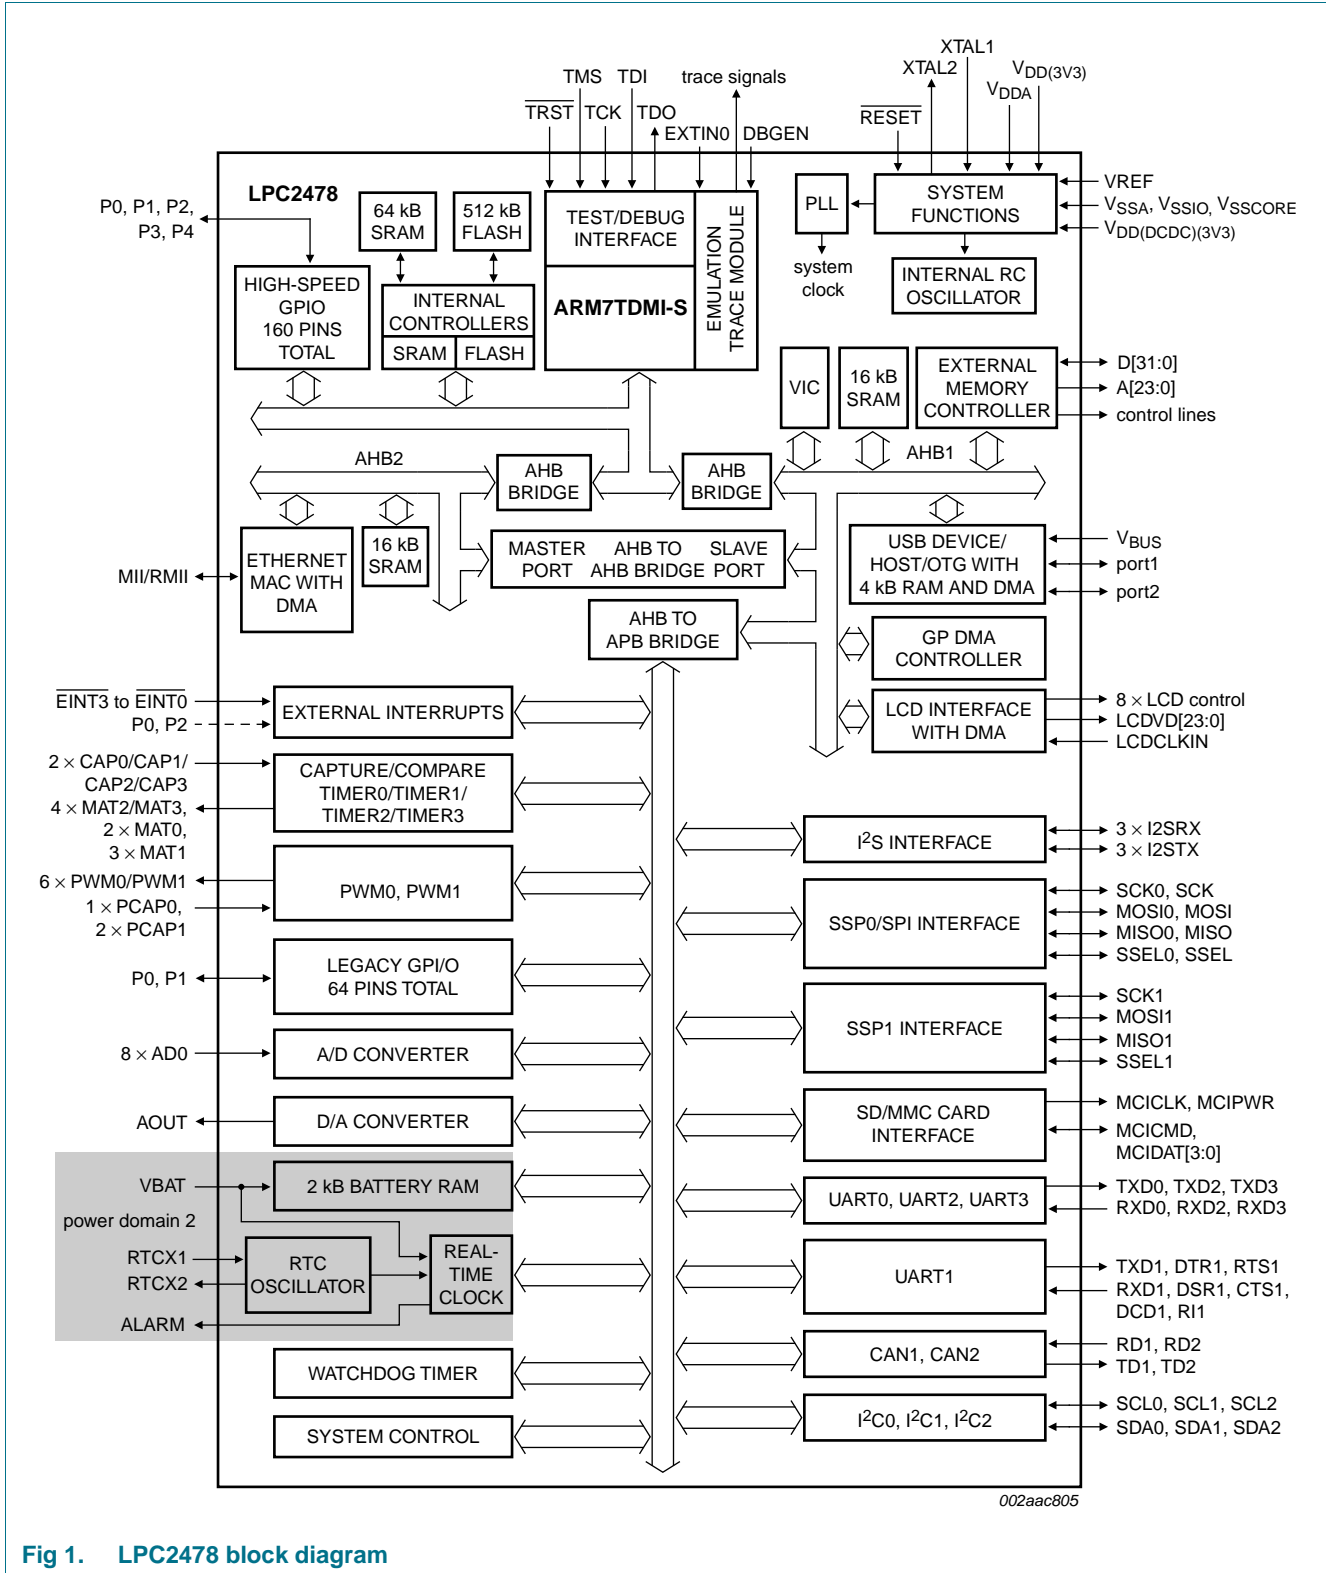 XTAL1
XTAL2
VDD(3V3)
VDDA
RESET
TMS TDI trace signals
TRST TCK TDO
EXTIN0 DBGEN
LPC2478
P0, P1, P2,
P3, P4
64 kB
SRAM
512 kB
FLASH
TEST/DEBUG
INTERFACE
EMULATION
TRACE MODULE
ARM7TDMI-S
PLL
SYSTEM
FUNCTIONS
VREF
VSSA, VSSIO, VSSCORE
VDD(DCDC)(3V3)
system
clock
INTERNAL RC
OSCILLATOR
HIGH-SPEED
GPIO
160 PINS
TOTAL
INTERNAL
CONTROLLERS
SRAM FLASH
VIC
16 kB
SRAM
EXTERNAL
MEMORY
CONTROLLER
D[31:0]
A[23:0]
control lines
AHB2
AHB
BRIDGE
AHB
BRIDGE
AHB1
MII/RMII
ETHERNET
MAC WITH
DMA
16 kB
SRAM
MASTER
PORT
AHB TO
AHB BRIDGE
SLAVE
PORT
USB DEVICE/
HOST/OTG WITH
4 kB RAM AND DMA
VBUS
port1
port2
AHB TO
APB BRIDGE
GP DMA
CONTROLLER
LCD INTERFACE
WITH DMA
8 × LCD control
LCDVD[23:0]
LCDCLKIN
EINT3 to EINT0
P0, P2
EXTERNAL INTERRUPTS
2 × CAP0/CAP1/
CAP2/CAP3
4 × MAT2/MAT3,
2 × MAT0,
3 × MAT1
CAPTURE/COMPARE
TIMER0/TIMER1/
TIMER2/TIMER3
6 × PWM0/PWM1
1 × PCAP0,
2 × PCAP1
PWM0, PWM1
P0, P1
LEGACY GPI/O
64 PINS TOTAL
8 × AD0
A/D CONVERTER
AOUT
D/A CONVERTER
VBAT
2 kB BATTERY RAM
power domain 2
RTCX1
RTCX2
RTC
OSCILLATOR
REAL-
TIME
CLOCK
ALARM
WATCHDOG TIMER
SYSTEM CONTROL
I2S INTERFACE
3 × I2SRX
3 × I2STX
SSP0/SPI INTERFACE
SCK0, SCK
MOSI0, MOSI
MISO0, MISO
SSEL0, SSEL
SSP1 INTERFACE
SCK1
MOSI1
MISO1
SSEL1
SD/MMC CARD
INTERFACE
MCICLK, MCIPWR
MCICMD,
MCIDAT[3:0]
UART0, UART2, UART3
TXD0, TXD2, TXD3
RXD0, RXD2, RXD3
UART1
TXD1, DTR1, RTS1
RXD1, DSR1, CTS1,
DCD1, RI1
CAN1, CAN2
RD1, RD2
TD1, TD2
I2C0, I2C1, I2C2
SCL0, SCL1, SCL2
SDA0, SDA1, SDA2
002aac805
Fig 1. LPC2478 block diagram